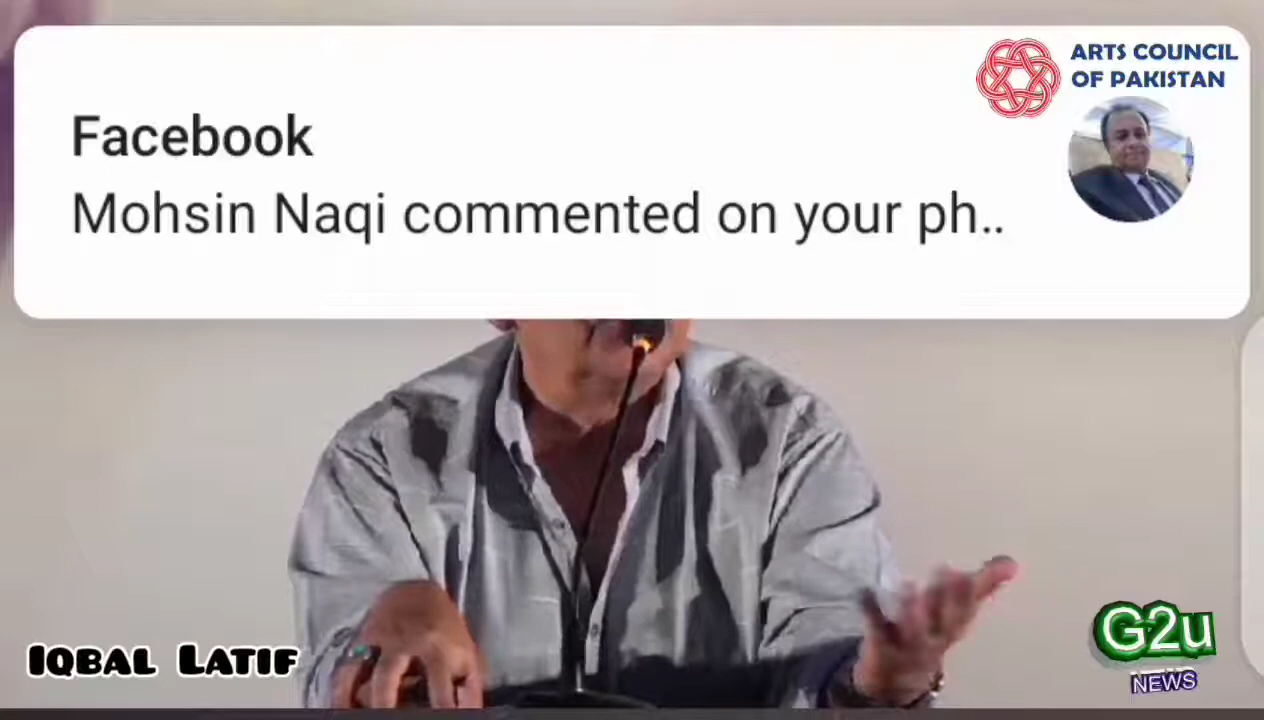 ARTS COUNCIL
OF PAKISTAN
Facebook
Mohsin Naqi commented on your ph..
IQBAL LATIF
G2u
NEWS